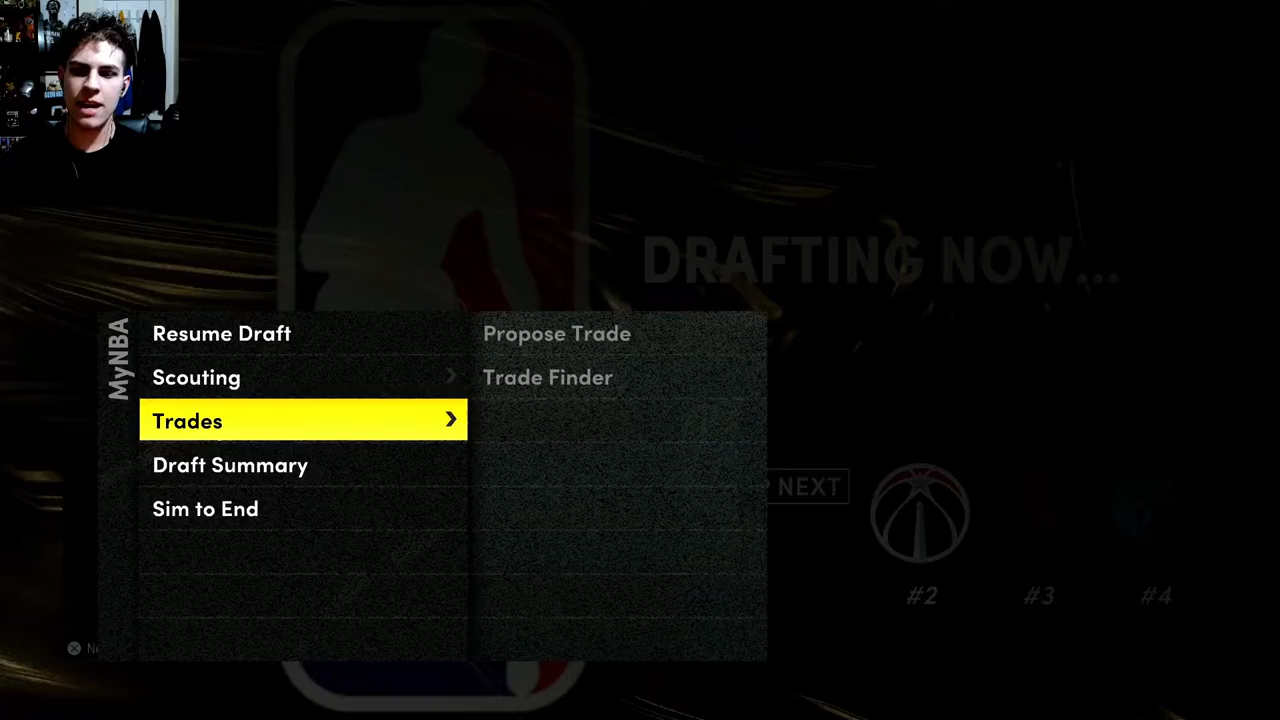 DRAFTING NOW...
MyNBA
Resume Draft
Scouting
Trades
Draft Summary
Sim to End
Propose Trade
Trade Finder
NEXT
#2
#3
#4